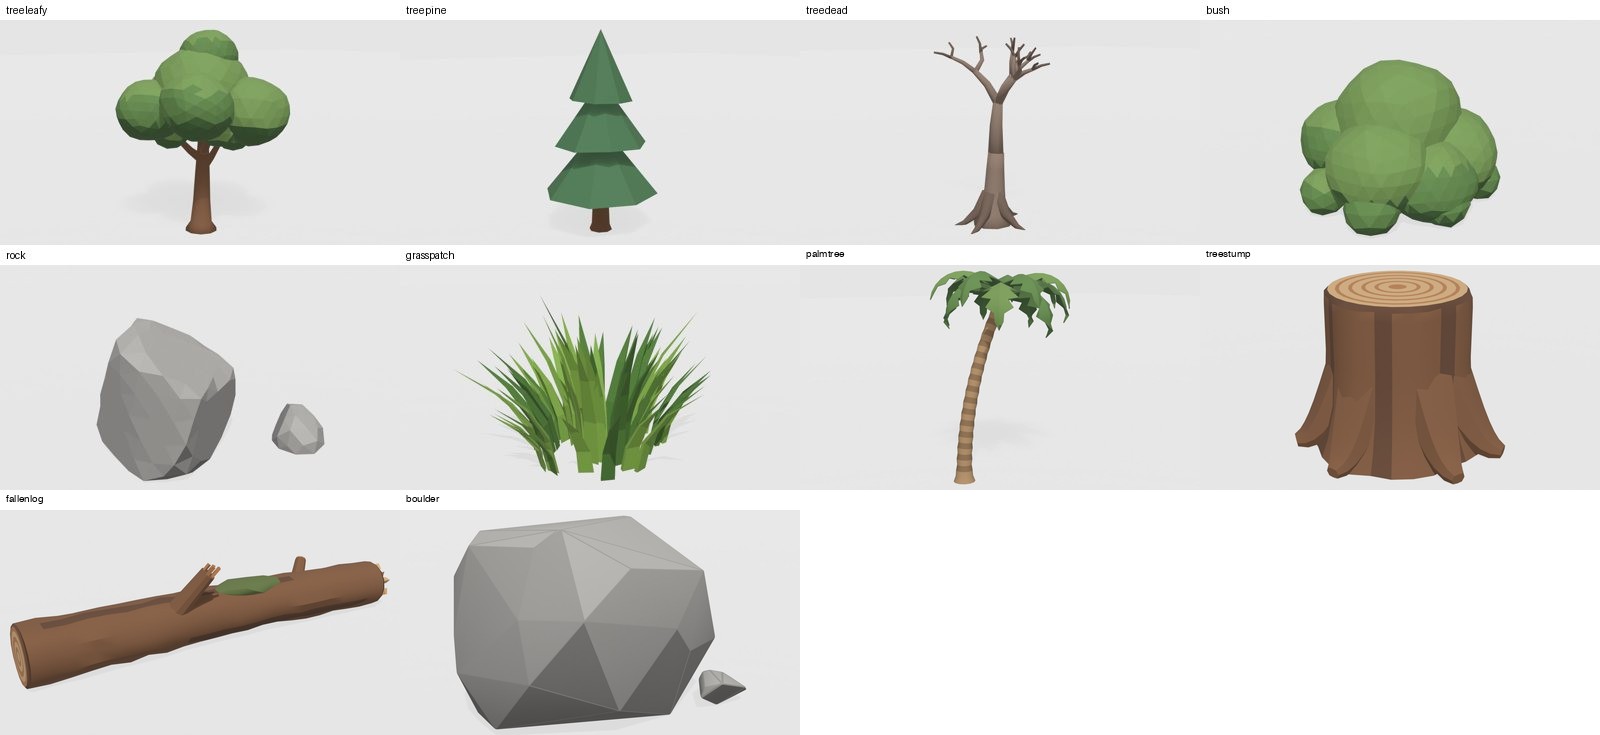 treeleafy
treepine
treedead
bush
rock
grasspatch
palmtree
treestump
fallenlog
boulder